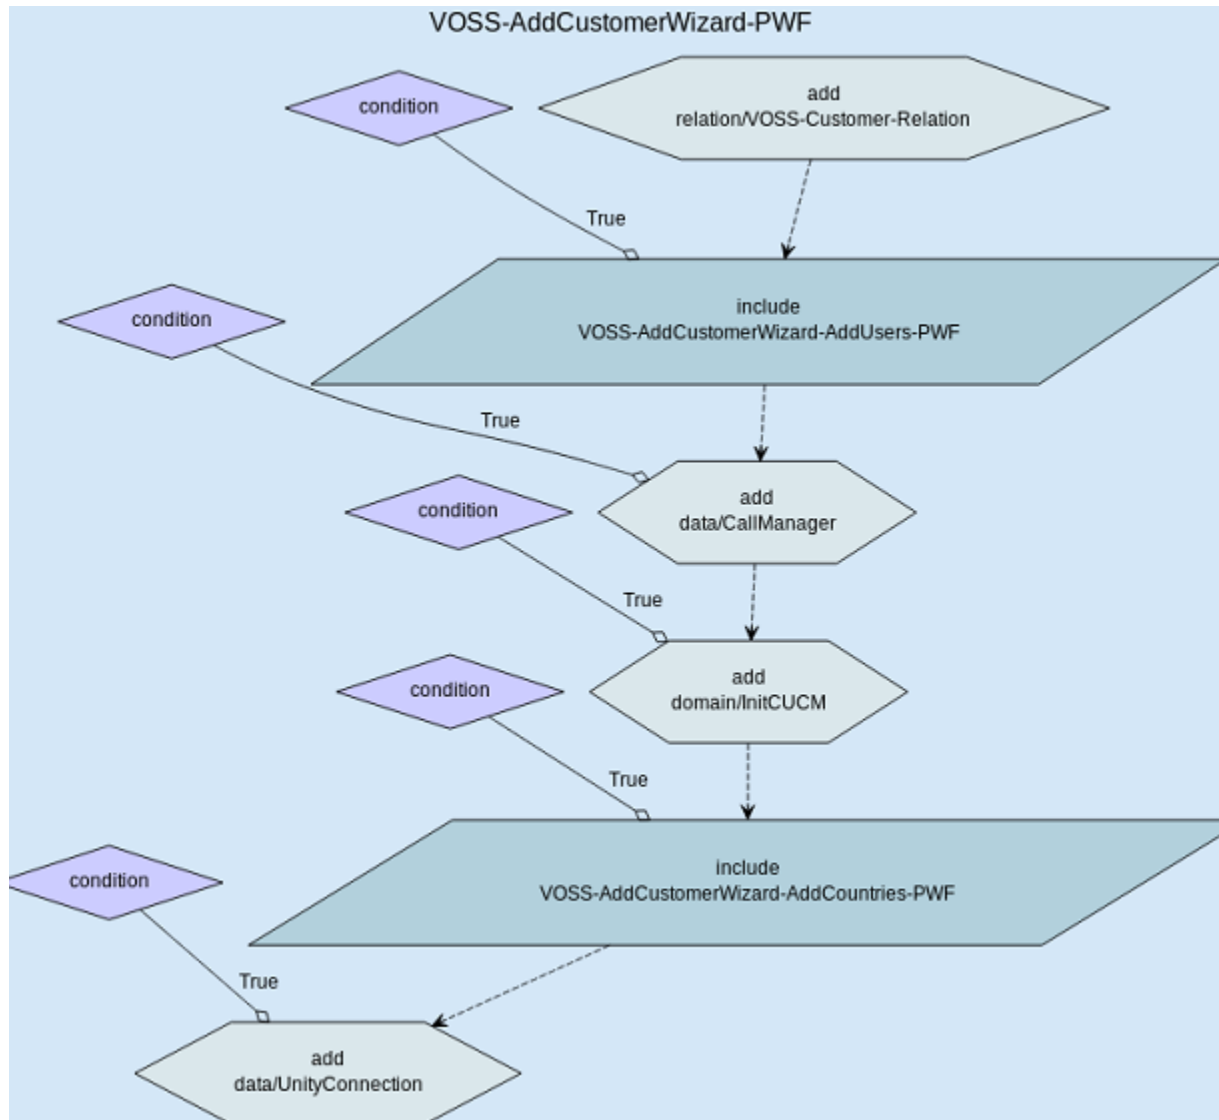 VOSS-AddCustomerWizard-PWF
condition
add
relation/VOSS-Customer-Relation
True
include
VOSS-AddCustomerWizard-AddUsers-PWF
condition
True
add
data/CallManager
condition
True
add
domain/InitCUCM
condition
True
include
VOSS-AddCustomerWizard-AddCountries-PWF
condition
True
add
data/UnityConnection